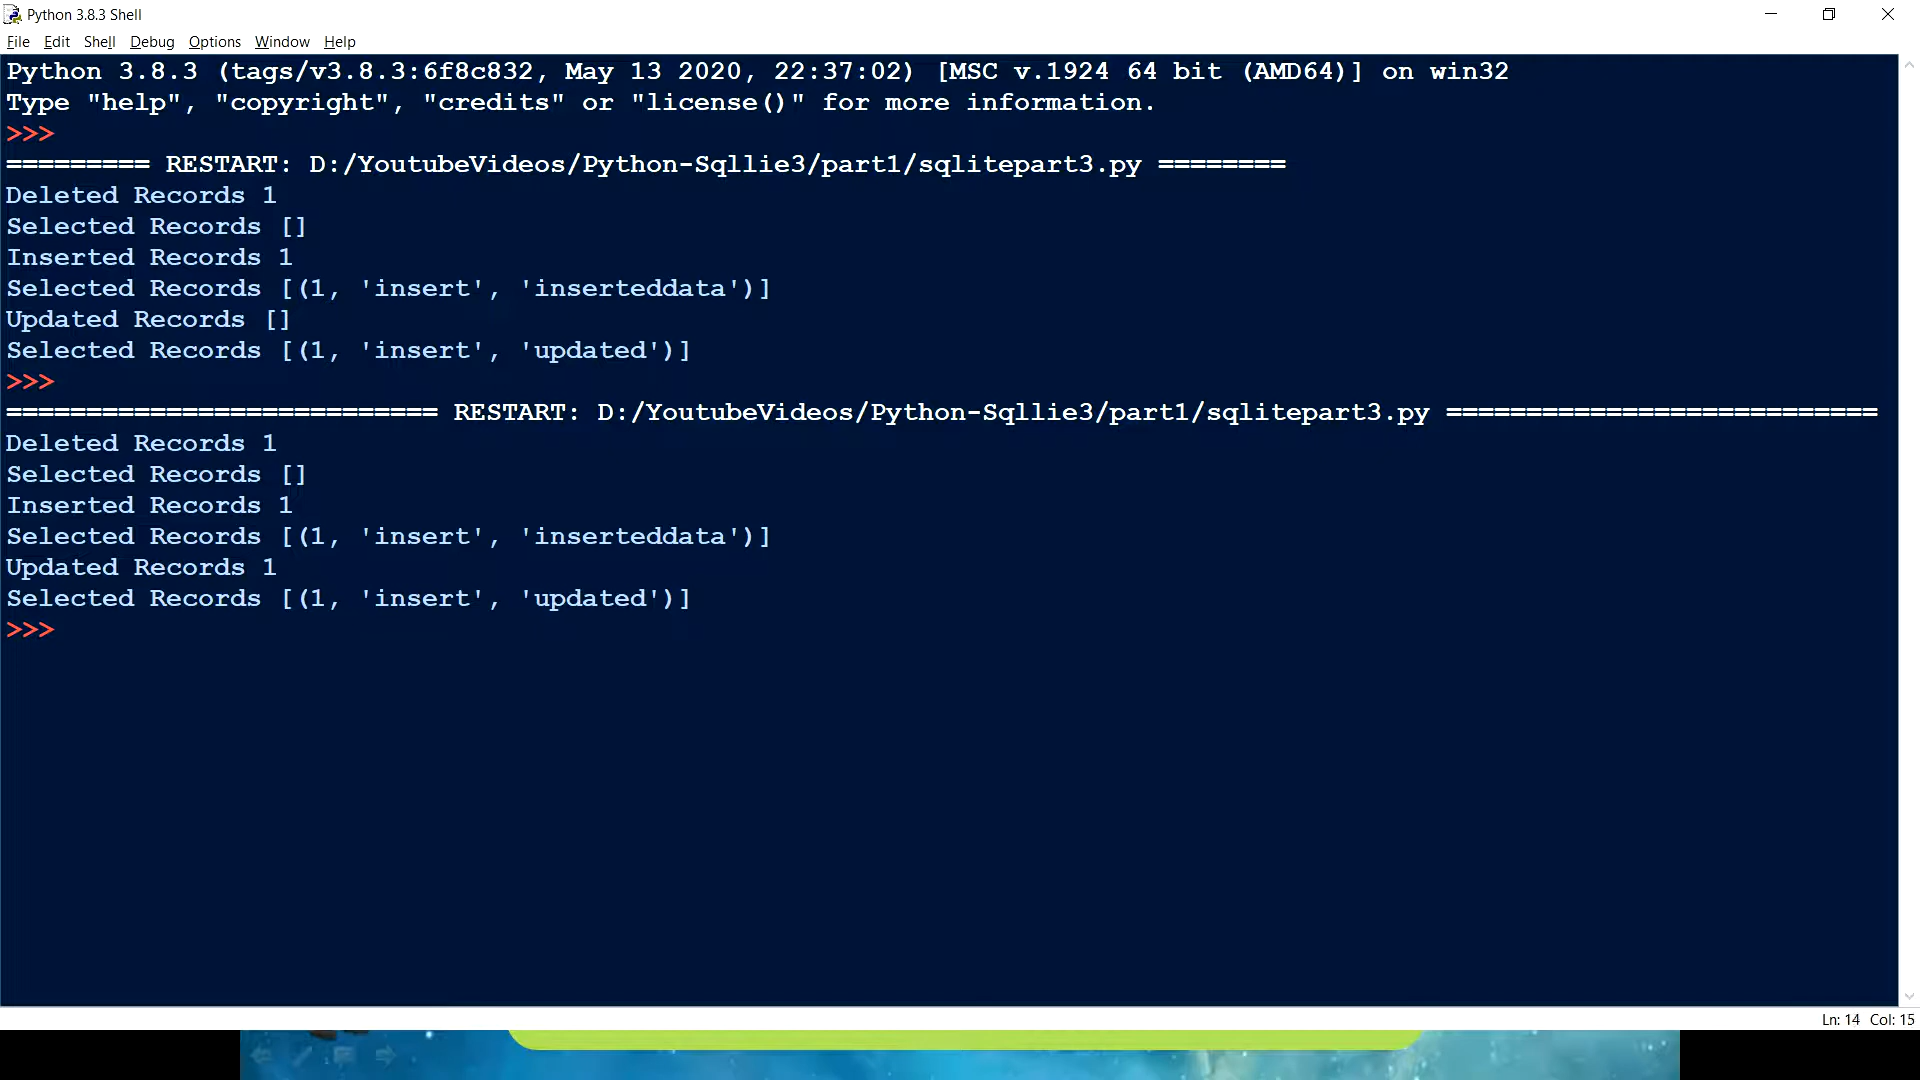 Python 3.8.3 Shell
File Edit Shell Debug Options Window Help
Python 3.8.3 (tags/v3.8.3:6f8c832, May 13 2020, 22:37:02) [MSC v.1924 64 bit (AMD64)] on win32
Type "help", "copyright", "credits" or "license()" for more information.
>>>
========= RESTART: D:/YoutubeVideos/Python-Sqllie3/part1/sqlitepart3.py ========
Deleted Records 1
Selected Records []
Inserted Records 1
Selected Records [(1, 'insert', 'inserteddata')]
Updated Records []
Selected Records [(1, 'insert', 'updated')]
>>>
=========================== RESTART: D:/YoutubeVideos/Python-Sqllie3/part1/sqlitepart3.py ===========================
Deleted Records 1
Selected Records []
Inserted Records 1
Selected Records [(1, 'insert', 'inserteddata')]
Updated Records 1
Selected Records [(1, 'insert', 'updated')]
>>>
Ln: 14 Col: 15